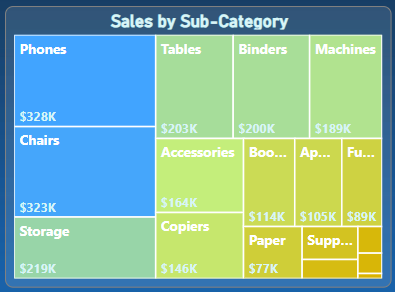 Sales by Sub-Category
Phones
$328K
Chairs
$323K
Storage
$219K
Tables
$203K
Binders
$200K
Machines
$189K
Accessories
$164K
Copiers
$146K
Boo...
$114K
Ap...
$105K
Fu...
$89K
Paper
$77K
Supp...